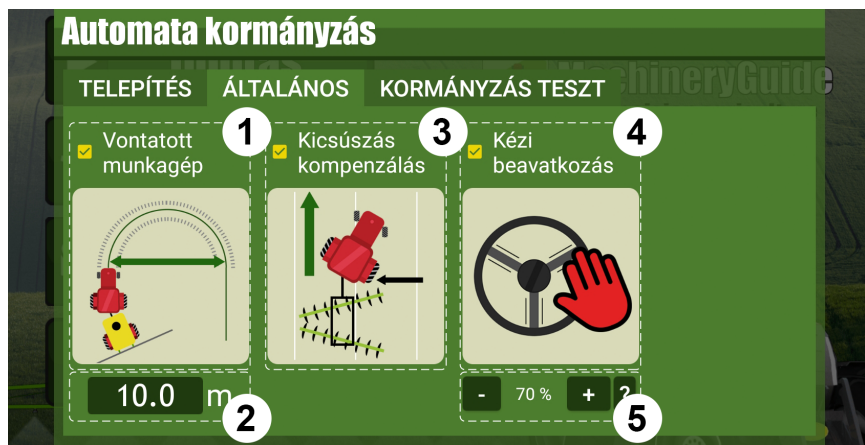 Automata kormányzás
MachineryGuide
TELEPÍTÉS ÁLTALÁNOS KORMÁNYZÁS TESZT
Vontatott
munkagép
1
Kicsúszás
kompenzálás
3
Kézi
beavatkozás
4
10.0 m
2
- 70 % + ?
5